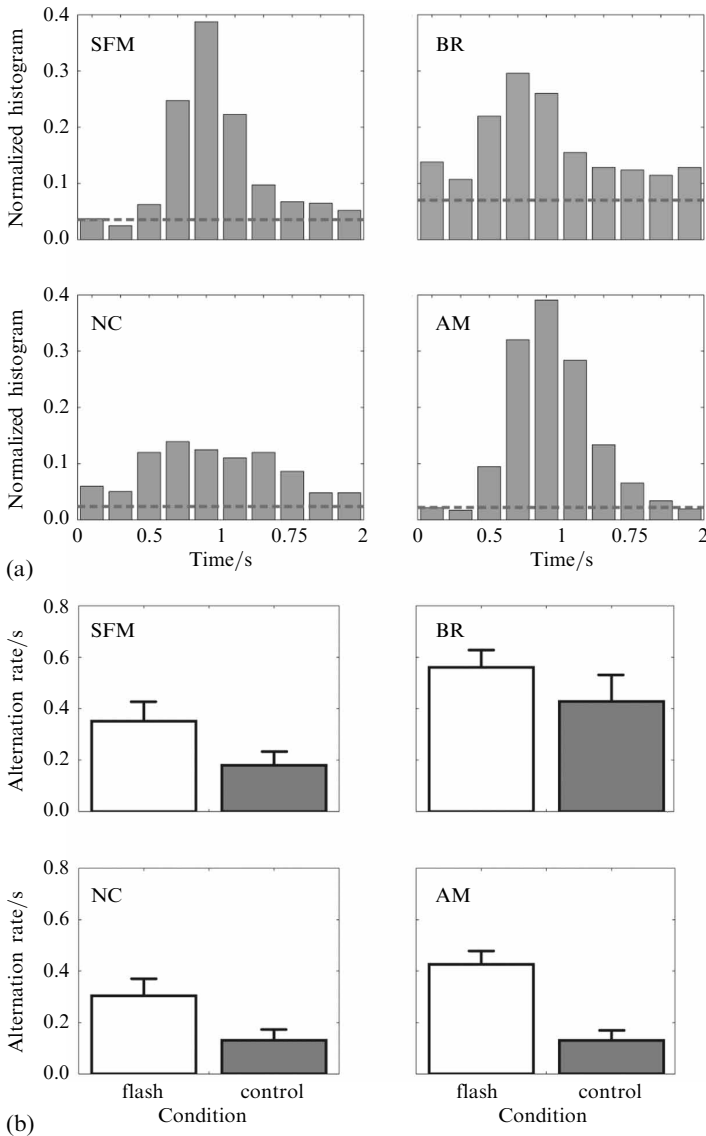 SFM
BR
Normalized histogram
0.4
0.3
0.2
0.1
0.0
NC
AM
Normalized histogram
0.4
0.3
0.2
0.1
0.0
0 0.5 1 0.75 2
0 0.5 1 0.75 2
Time/s
Time/s
(a)
SFM
BR
Alternation rate/s
0.8
0.6
0.4
0.2
0.0
NC
AM
Alternation rate/s
0.8
0.6
0.4
0.2
0.0
flash control
flash control
Condition
Condition
(b)